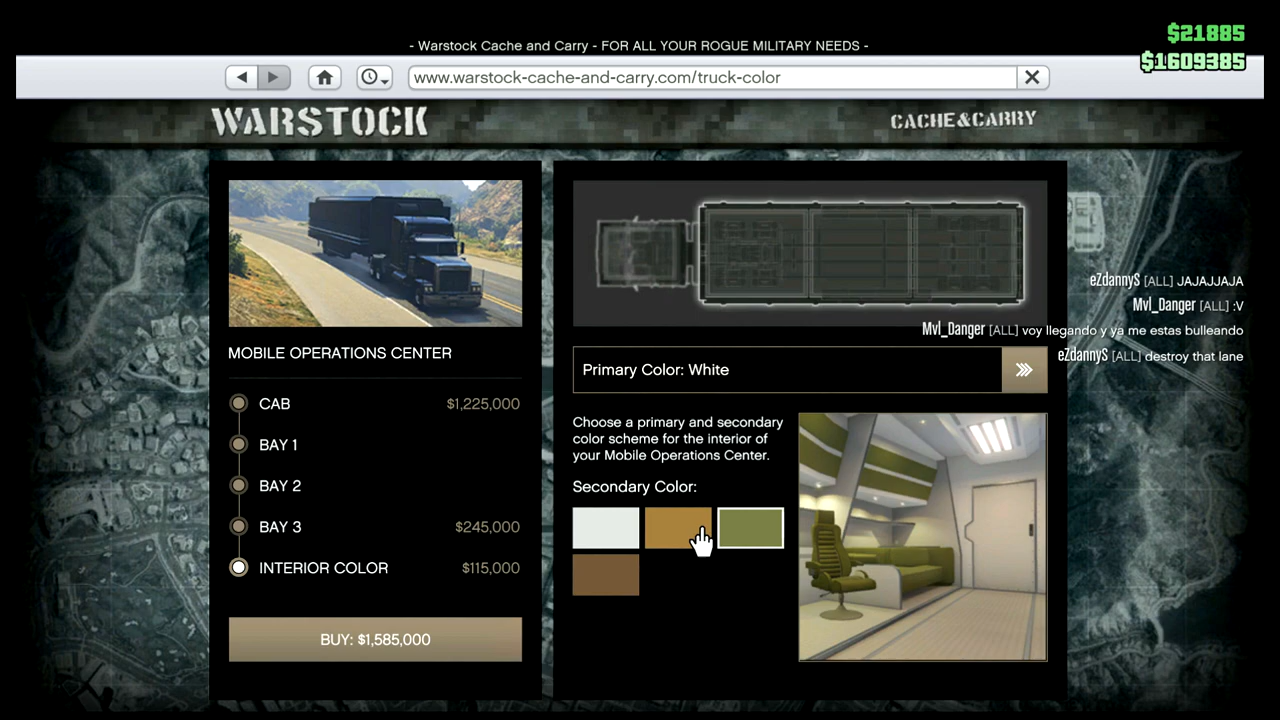 $21885
- Warstock Cache and Carry - FOR ALL YOUR ROGUE MILITARY NEEDS -
$1609385
www.warstock-cache-and-carry.com/truck-color
WARSTOCK
CACHE&CARRY
eZdannyS [ALL] JAJAJJAJA
Mvl_Danger [ALL] :V
Mvl_Danger [ALL] voy llegando y ya me estas bulleando
eZdannyS [ALL] destroy that lane
MOBILE OPERATIONS CENTER
CAB $1,225,000
BAY 1
BAY 2
BAY 3 $245,000
INTERIOR COLOR $115,000
BUY: $1,585,000
Primary Color: White
Choose a primary and secondary
color scheme for the interior of
your Mobile Operations Center.
Secondary Color: